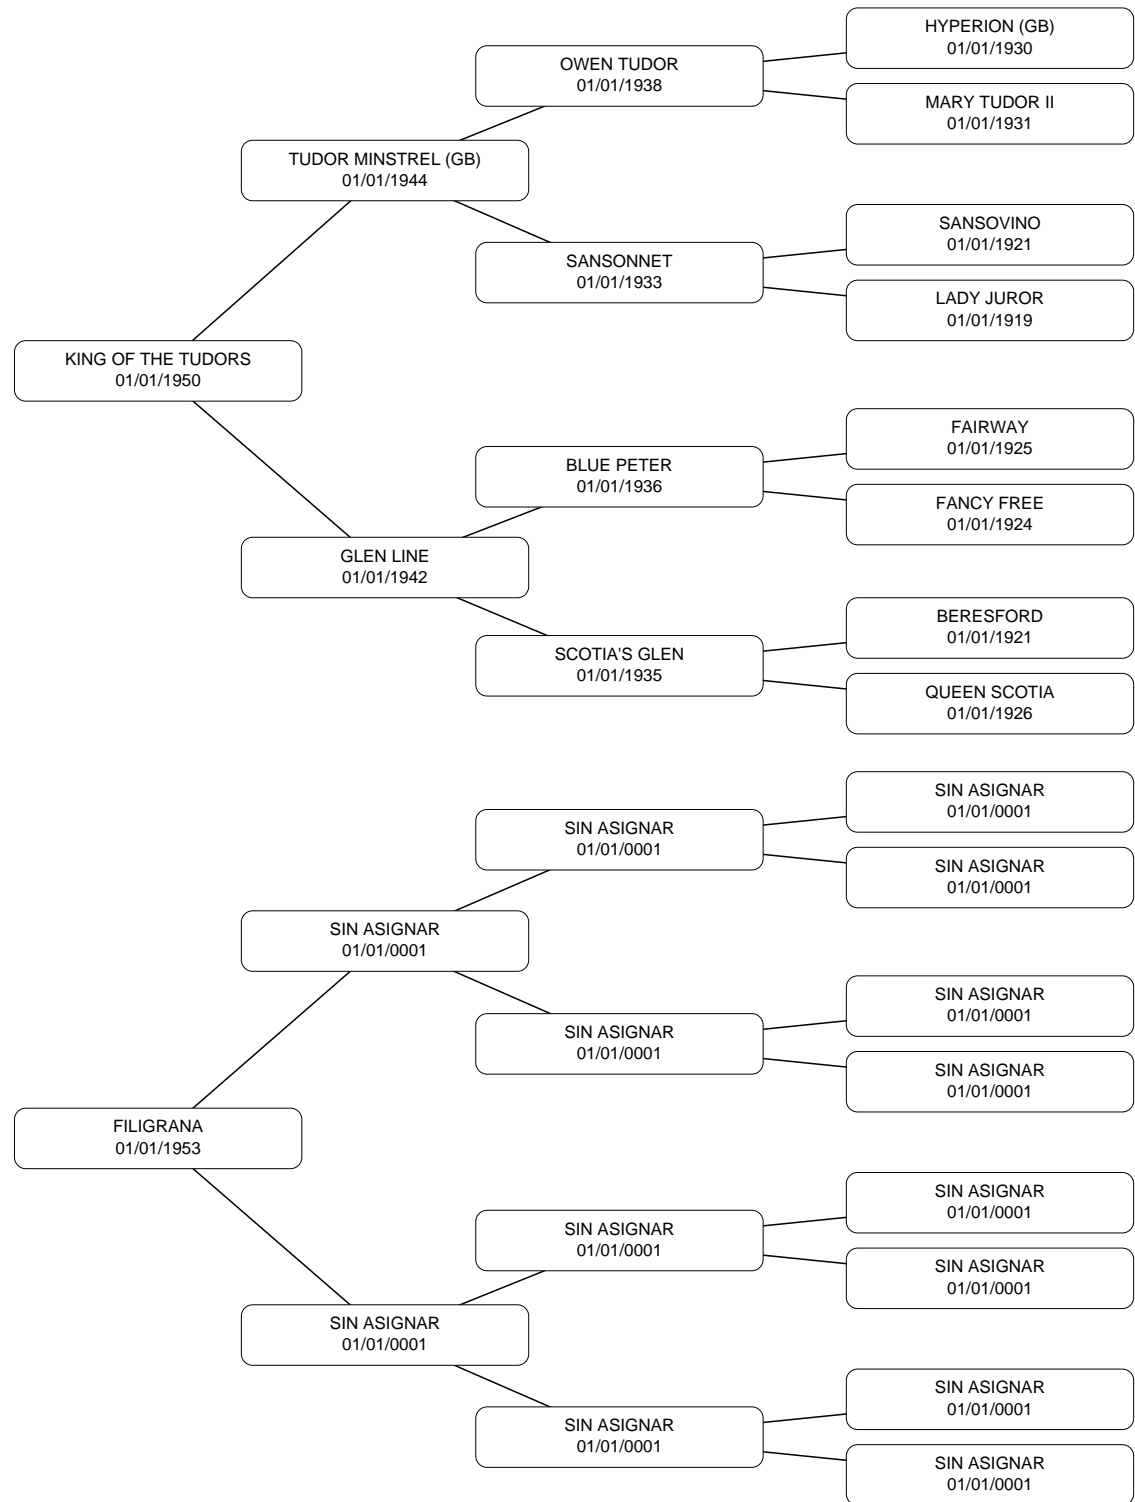 HYPERION (GB)
01/01/1930
OWEN TUDOR
01/01/1938
MARY TUDOR II
01/01/1931
TUDOR MINSTREL (GB)
01/01/1944
SANSOVINO
01/01/1921
SANSONNET
01/01/1933
LADY JUROR
01/01/1919
KING OF THE TUDORS
01/01/1950
FAIRWAY
01/01/1925
BLUE PETER
01/01/1936
FANCY FREE
01/01/1924
GLEN LINE
01/01/1942
BERESFORD
01/01/1921
SCOTIA'S GLEN
01/01/1935
QUEEN SCOTIA
01/01/1926
SIN ASIGNAR
01/01/0001
SIN ASIGNAR
01/01/0001
SIN ASIGNAR
01/01/0001
SIN ASIGNAR
01/01/0001
SIN ASIGNAR
01/01/0001
SIN ASIGNAR
01/01/0001
SIN ASIGNAR
01/01/0001
FILIGRANA
01/01/1953
SIN ASIGNAR
01/01/0001
SIN ASIGNAR
01/01/0001
SIN ASIGNAR
01/01/0001
SIN ASIGNAR
01/01/0001
SIN ASIGNAR
01/01/0001
SIN ASIGNAR
01/01/0001
SIN ASIGNAR
01/01/0001